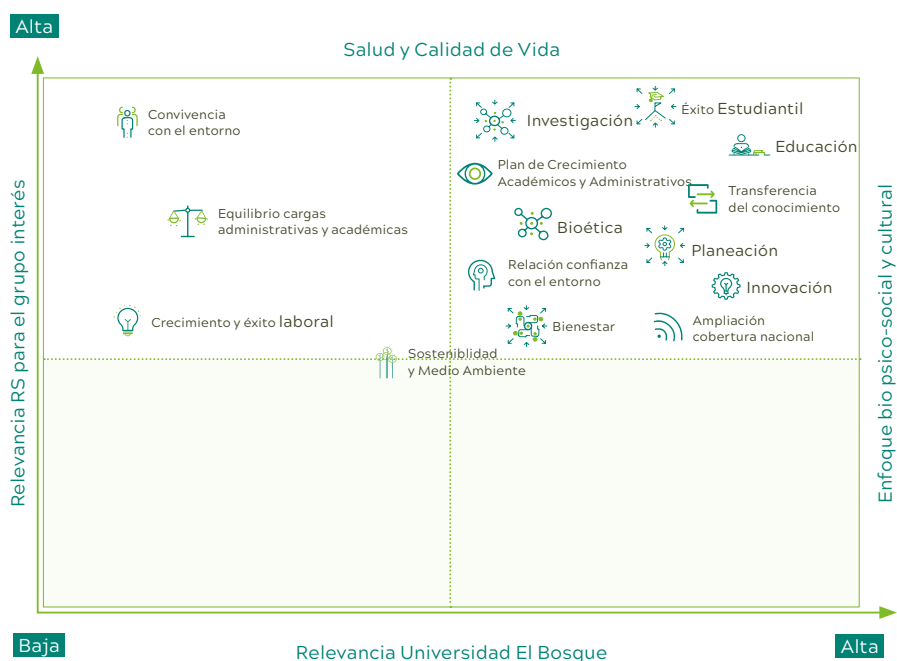 Alta
Salud y Calidad de Vida
Relevancia RS para el grupo interés
Convivencia
con el entorno
Equilibrio cargas
administrativas y académicas
Crecimiento y éxito laboral
Sosteniblidad
y Medio Ambiente
Investigación
Éxito Estudiantil
Educación
Plan de Crecimiento
Académicos y Administrativos
Transferencia
del conocimiento
Bioética
Planeación
Relación confianza
con el entorno
Innovación
Bienestar
Ampliación
cobertura nacional
Enfoque bio psico-social y cultural
Baja
Relevancia Universidad El Bosque
Alta